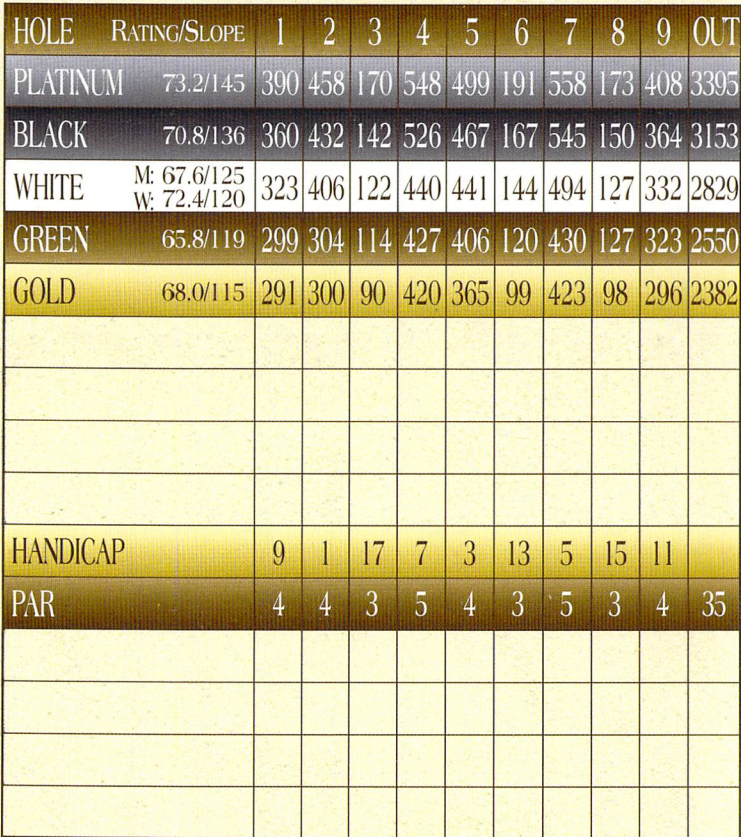 HOLE RATING/SLOPE 1 2 3 4 5 6 7 8 9 OUT
PLATINUM 73.2/145 390 458 170 548 499 191 558 173 408 3395
BLACK 70.8/136 360 432 142 526 467 167 545 150 364 3153
WHITE M: 67.6/125 W: 72.4/120 323 406 122 440 441 144 494 127 332 2829
GREEN 65.8/119 299 304 114 427 406 120 430 127 323 2550
GOLD 68.0/115 291 300 90 420 365 99 423 98 296 2382
HANDICAP 9 1 17 7 3 13 5 15 11
PAR 4 4 3 5 4 3 5 3 4 35